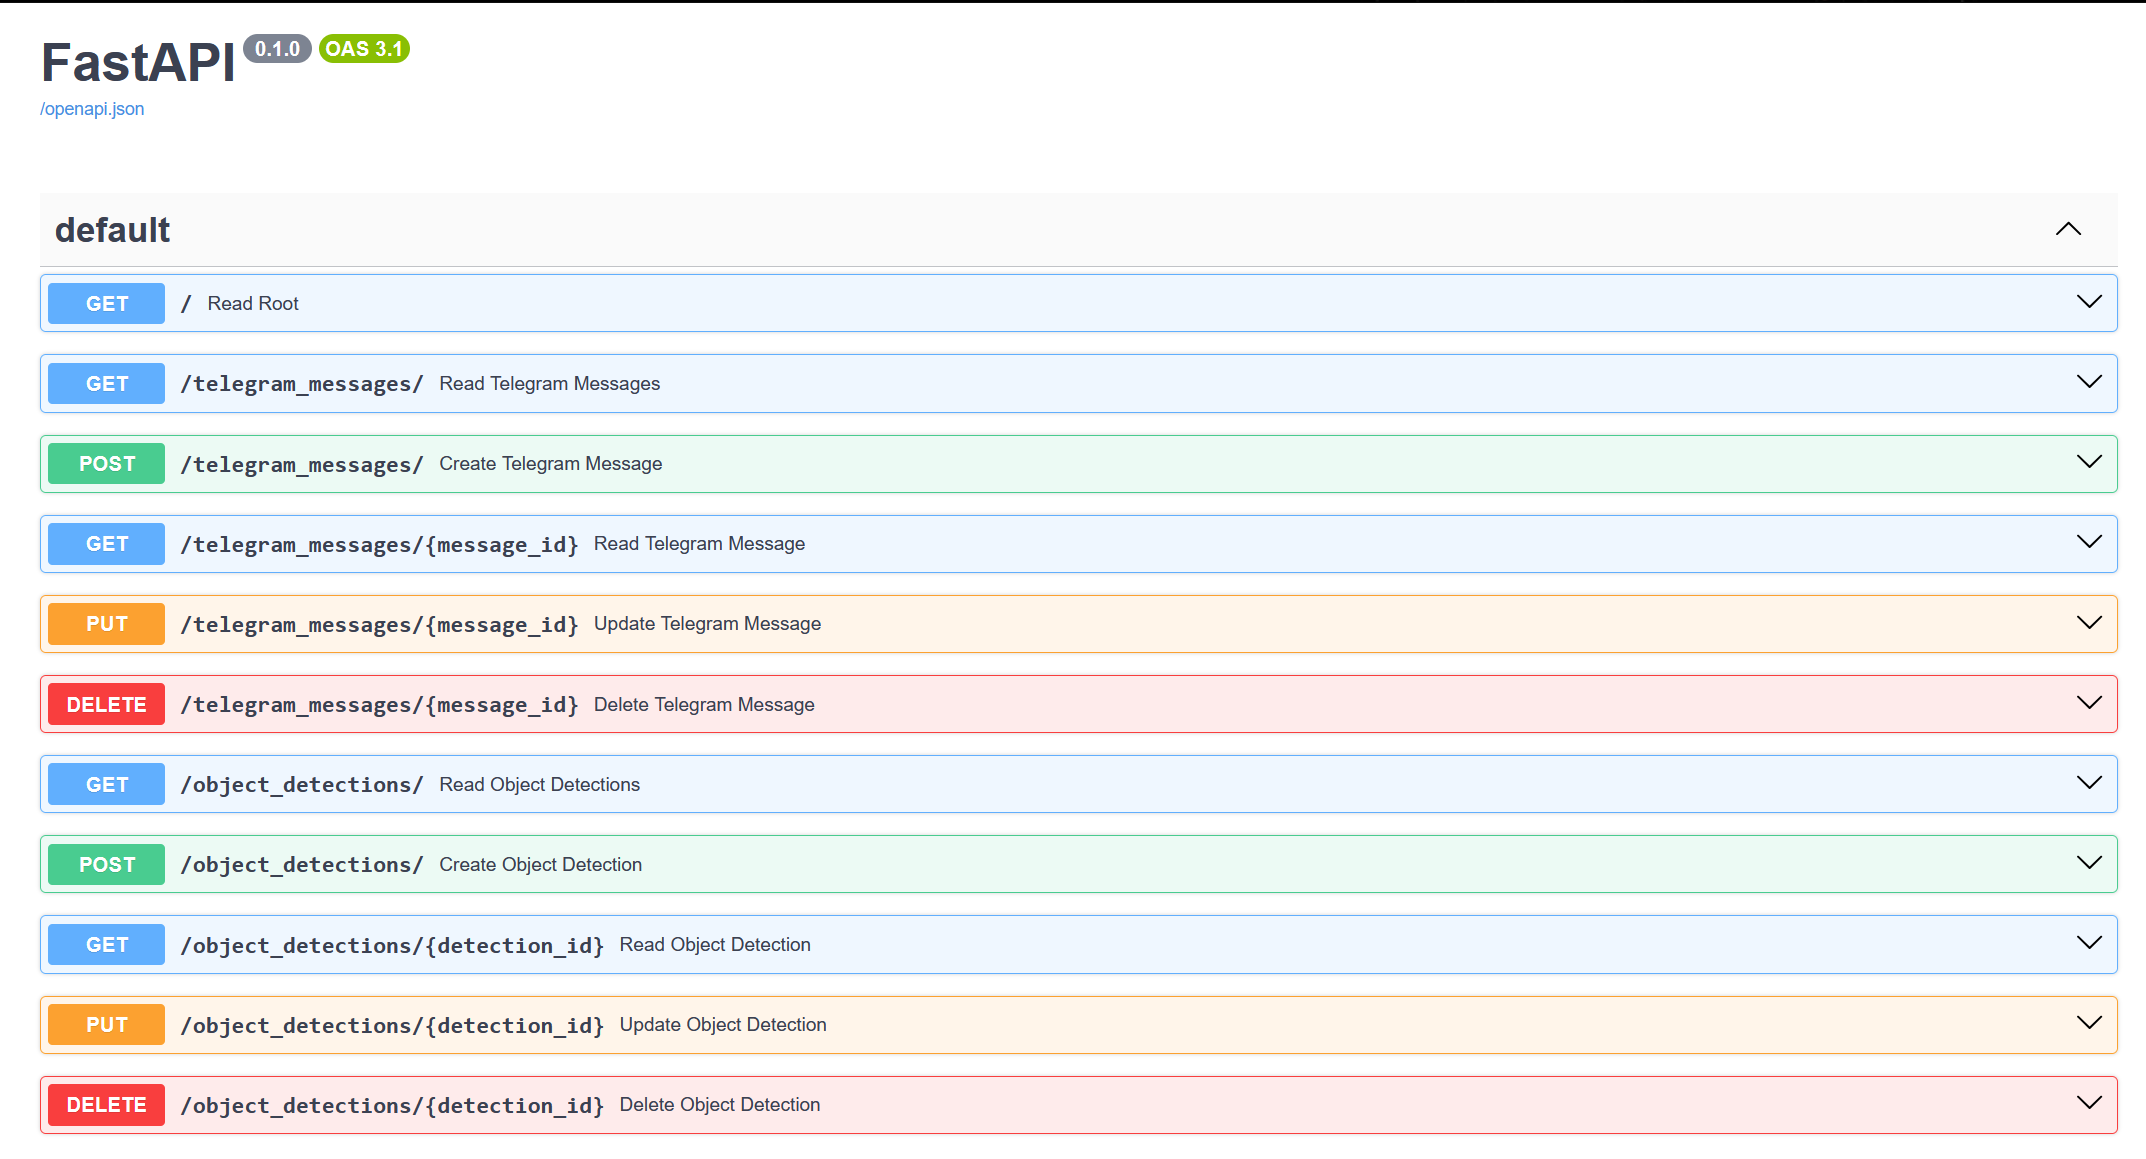 FastAPI 0.1.0 OAS 3.1
/openapi.json
default
GET / Read Root
GET /telegram_messages/ Read Telegram Messages
POST /telegram_messages/ Create Telegram Message
GET /telegram_messages/{message_id} Read Telegram Message
PUT /telegram_messages/{message_id} Update Telegram Message
DELETE /telegram_messages/{message_id} Delete Telegram Message
GET /object_detections/ Read Object Detections
POST /object_detections/ Create Object Detection
GET /object_detections/{detection_id} Read Object Detection
PUT /object_detections/{detection_id} Update Object Detection
DELETE /object_detections/{detection_id} Delete Object Detection